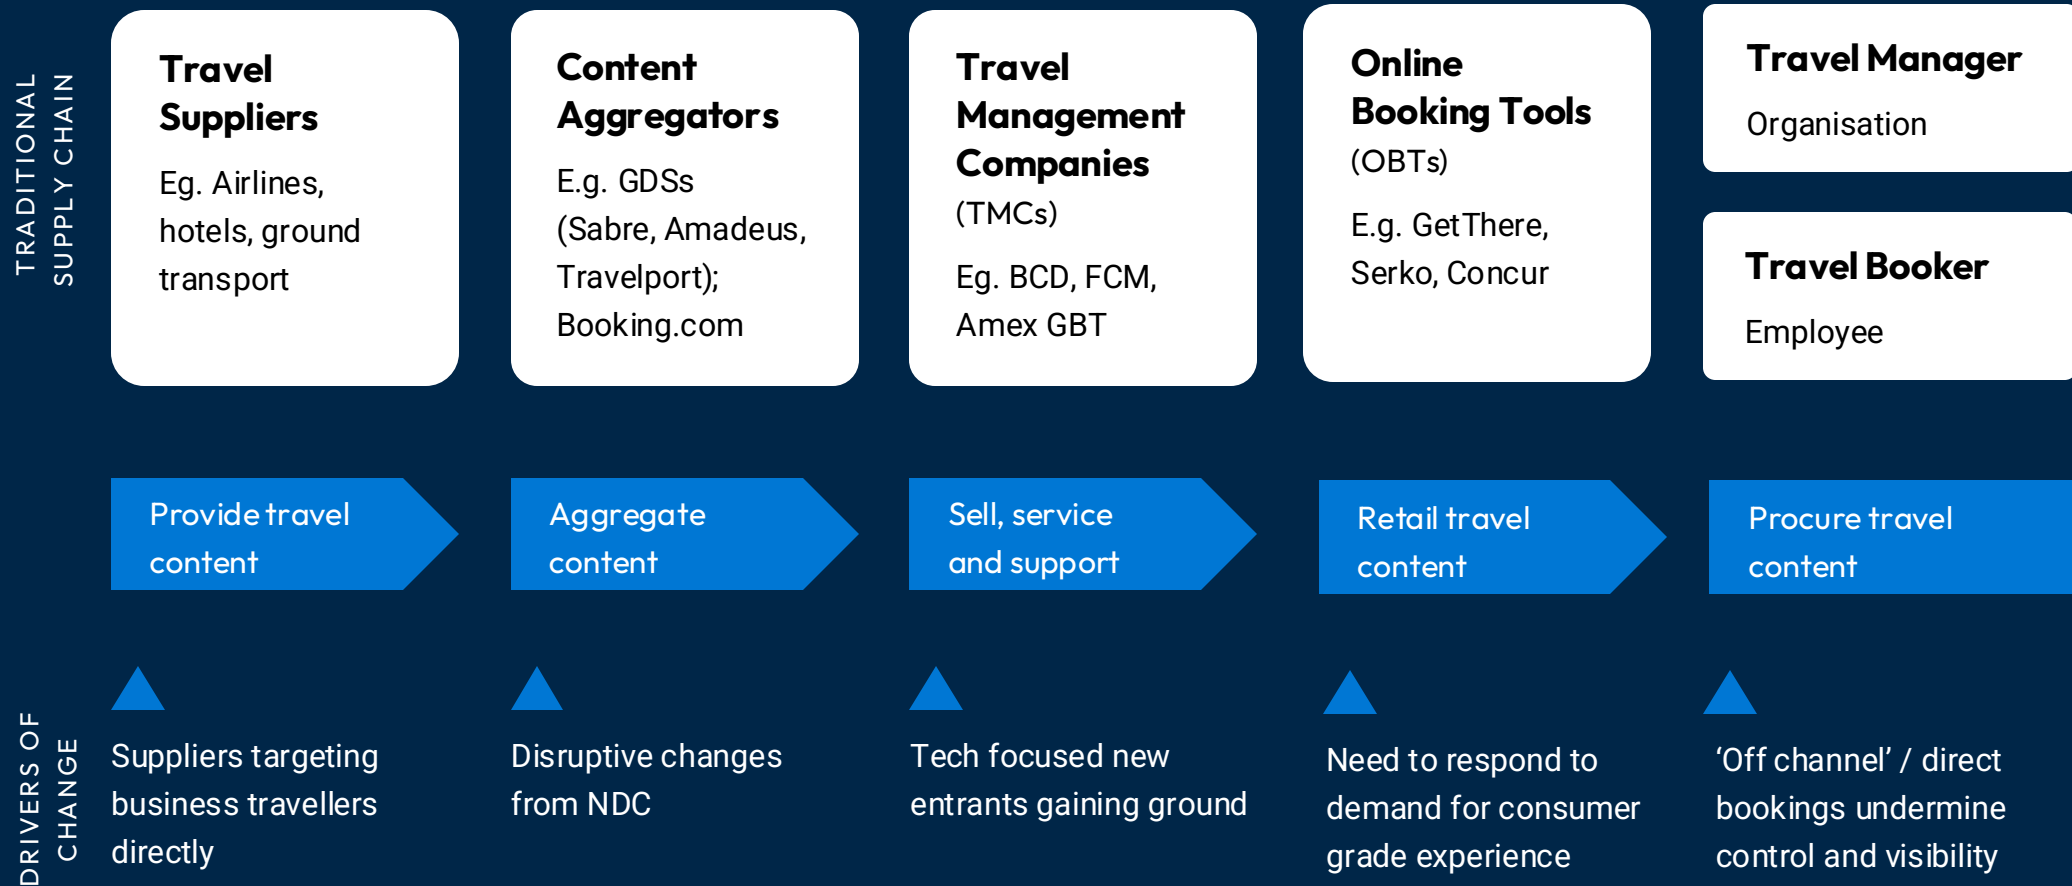 TRADITIONAL
SUPPLY CHAIN
Travel
Suppliers
Eg. Airlines,
hotels, ground
transport
Content
Aggregators
E.g. GDSs
(Sabre, Amadeus,
Travelport);
Booking.com
Travel
Management
Companies
(TMCs)
Eg. BCD, FCM,
Amex GBT
Online
Booking Tools
(OBTs)
E.g. GetThere,
Serko, Concur
Travel Manager
Organisation
Travel Booker
Employee
Provide travel
content
Aggregate
content
Sell, service
and support
Retail travel
content
Procure travel
content
DRIVERS OF
CHANGE
Suppliers targeting
business travellers
directly
Disruptive changes
from NDC
Tech focused new
entrants gaining ground
Need to respond to
demand for consumer
grade experience
‘Off channel’ / direct
bookings undermine
control and visibility